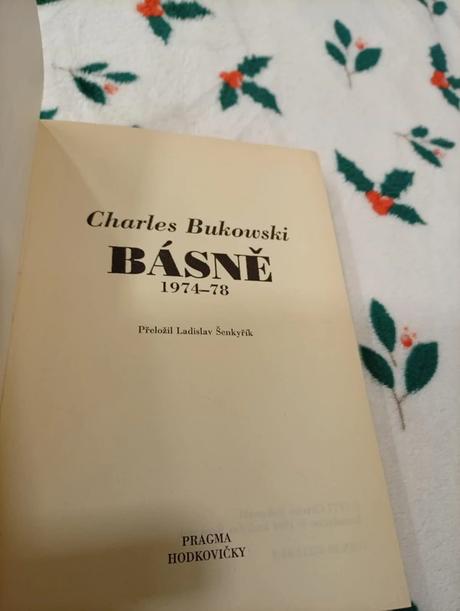 Charles Bukowski
BÁSNĚ
1974–78
Přeložil Ladislav Šenkyřík
PRAGMA
HODKOVIČKY